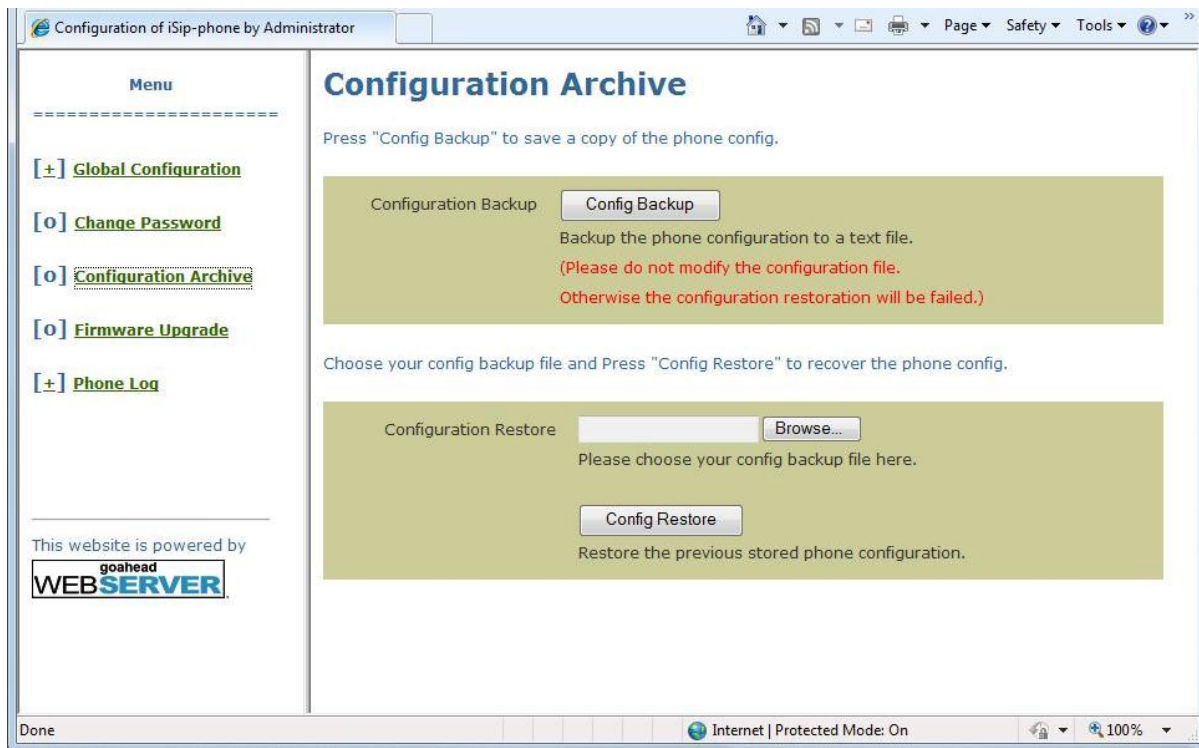 Configuration of iSip-phone by Administrator
Page Safety Tools
Menu
=======================
[+] Global Configuration
[o] Change Password
[o] Configuration Archive
[o] Firmware Upgrade
[+] Phone Log
This website is powered by
goahead
WEBSERVER
Configuration Archive
Press "Config Backup" to save a copy of the phone config.
Configuration Backup Config Backup
Backup the phone configuration to a text file.
(Please do not modify the configuration file.
Otherwise the configuration restoration will be failed.)
Choose your config backup file and Press "Config Restore" to recover the phone config.
Configuration Restore Browse...
Please choose your config backup file here.
Config Restore
Restore the previous stored phone configuration.
Done Internet | Protected Mode: On 100%